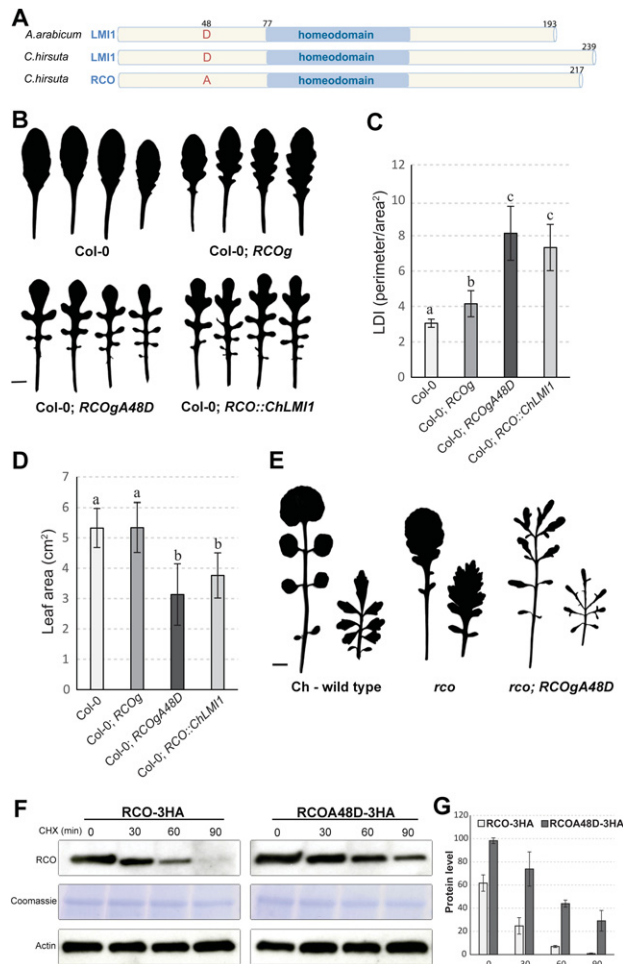 A
48 77 193
A.arabicum LMI1 D homeodomain
239
C.hirsuta LMI1 D homeodomain
217
C.hirsuta RCO A homeodomain
B
Col-0
Col-0; RCOg
Col-0; RCOgA48D
Col-0; RCO::ChLMI1
C
LDI (perimeter/area²)
12
10
8
6
4
2
0
a
b
c
c
Col-0
Col-0; RCOg
Col-0; RCOgA48D
Col-0; RCO::ChLMI1
D
Leaf area (cm²)
7
6
5
4
3
2
1
0
a
a
b
b
Col-0
Col-0; RCOg
Col-0; RCOgA48D
Col-0; RCO::ChLMI1
E
Ch - wild type
rco
rco; RCOgA48D
F
RCO-3HA RCOA48D-3HA
CHX (min) 0 30 60 90 0 30 60 90
RCO
Coomassie
Actin
G
RCO-3HA RCOA48D-3HA
Protein level
120
100
80
60
40
20
0
0 30 60 90